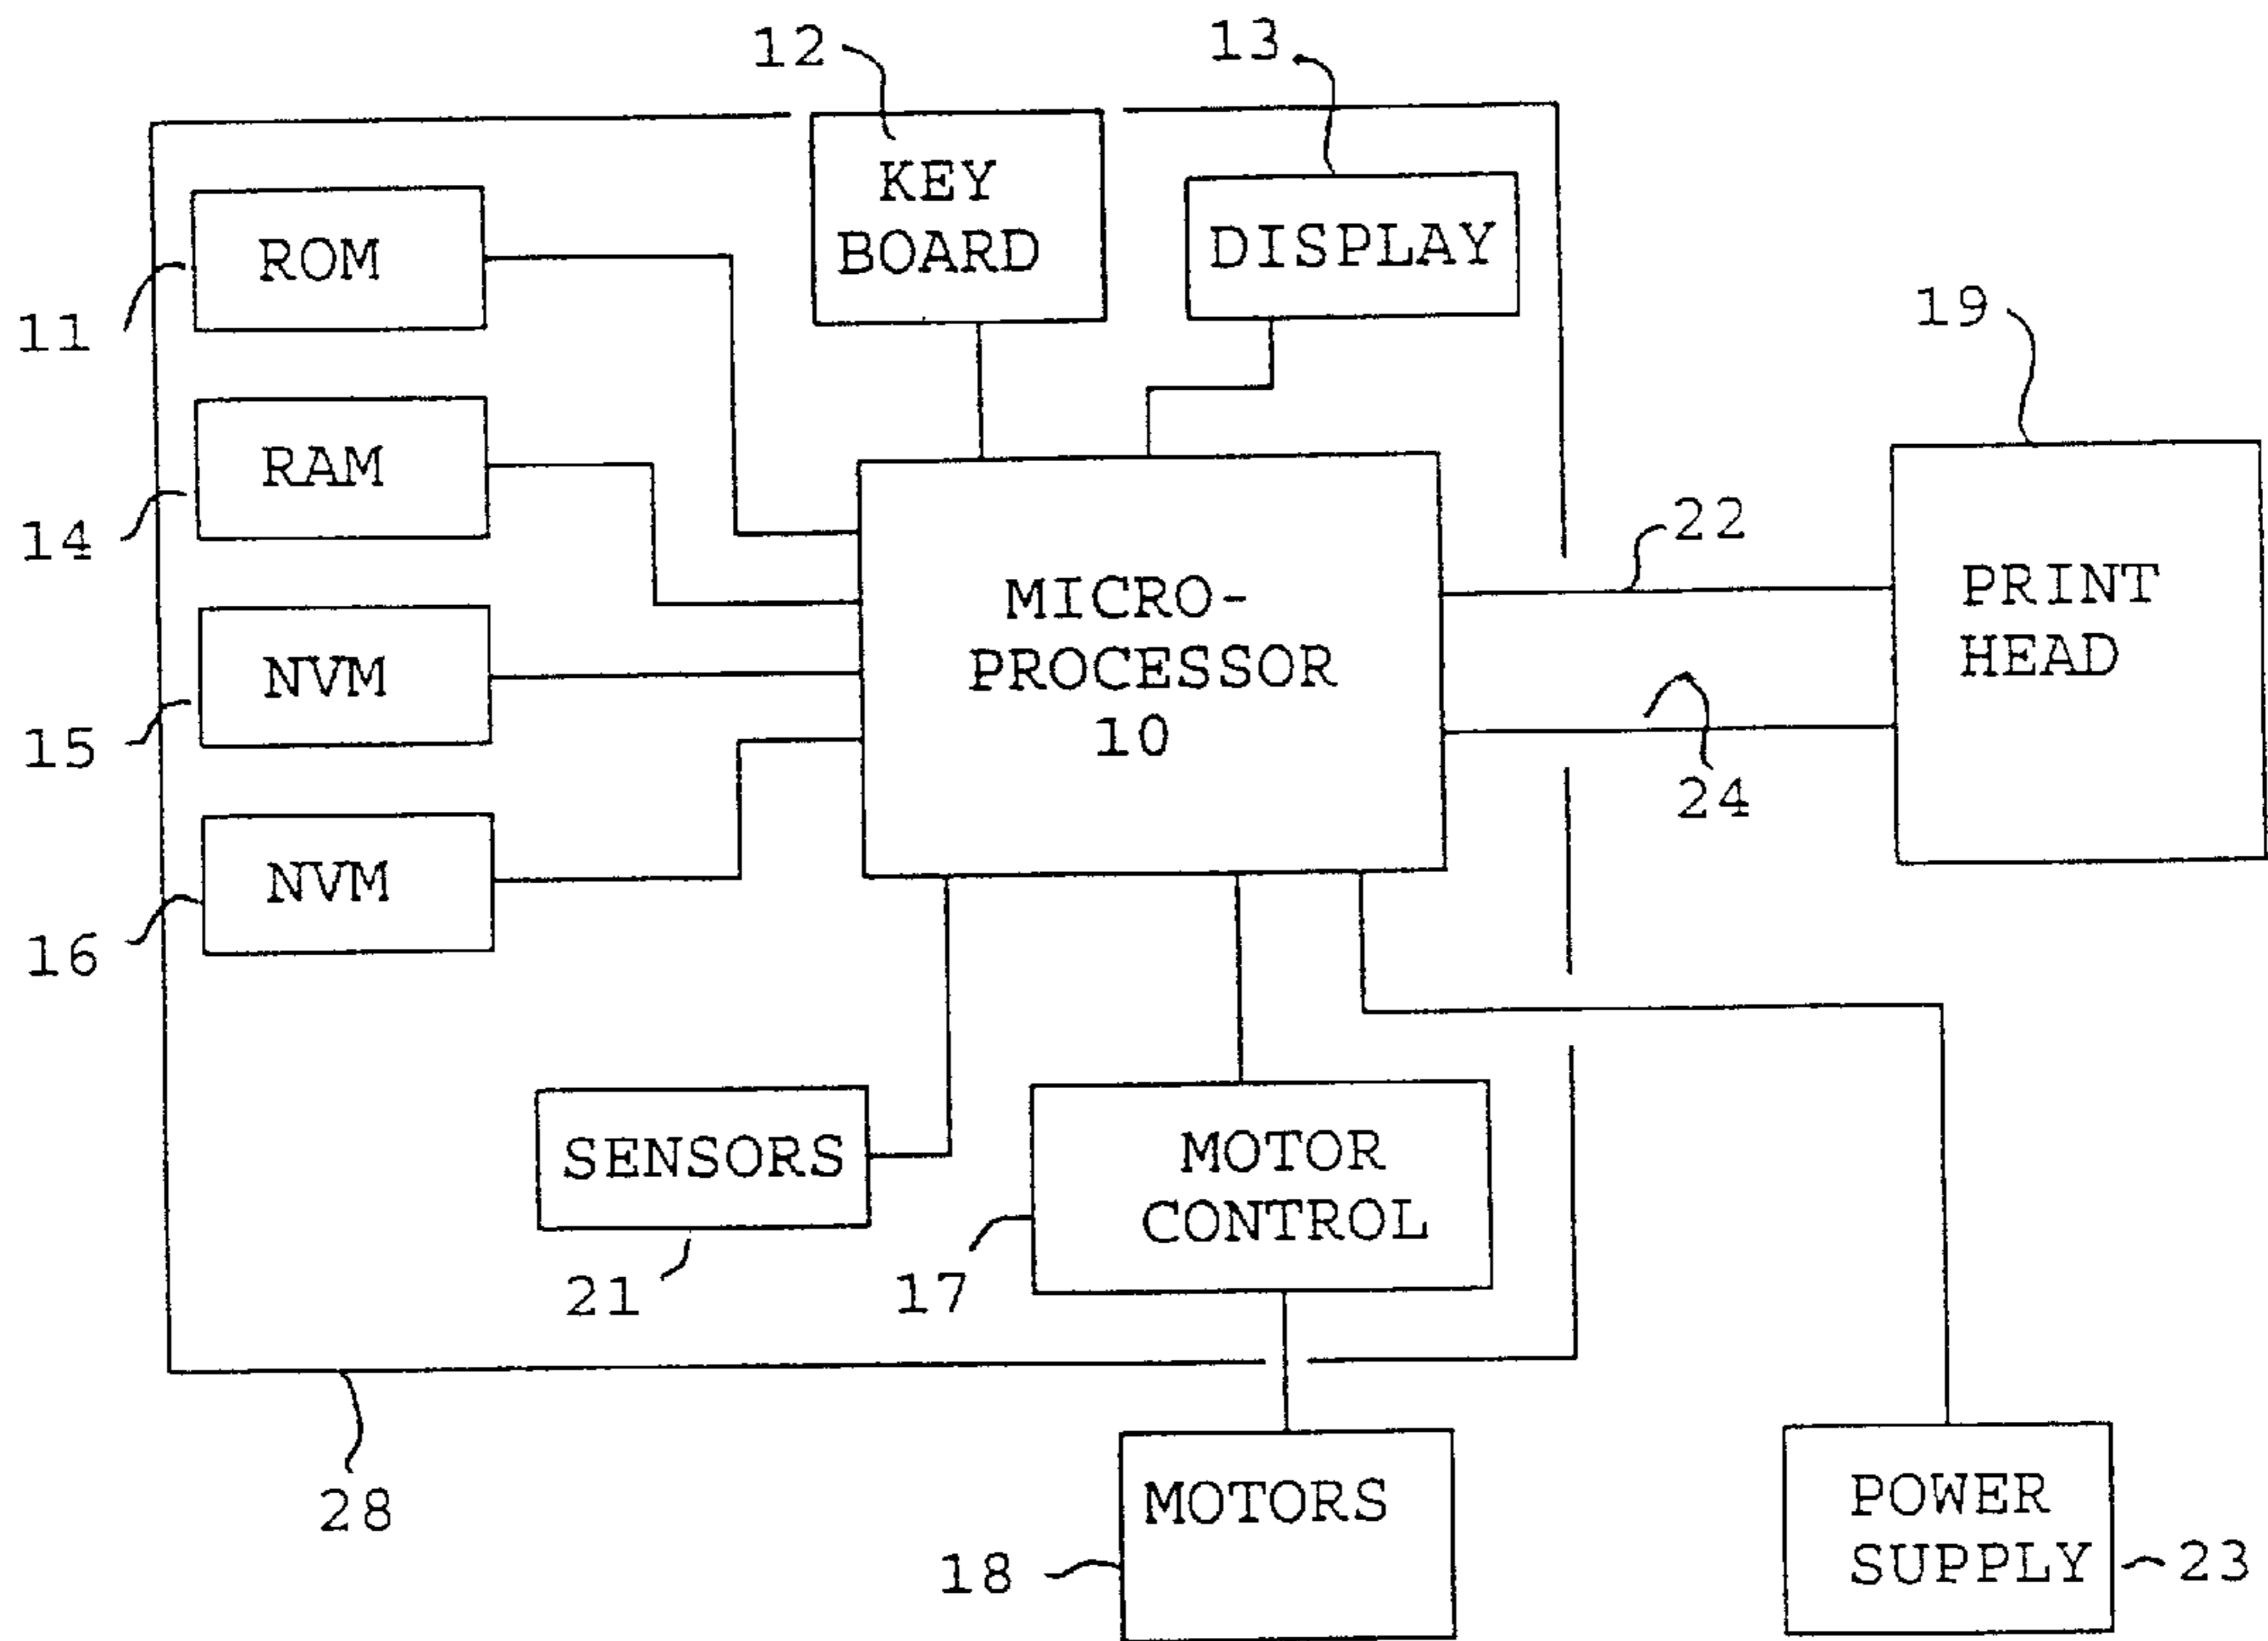 12
13
KEY
BOARD
DISPLAY
ROM
11
19
RAM
14
22
MICRO-
PROCESSOR
10
PRINT
HEAD
NVM
15
24
NVM
16
SENSORS
21
MOTOR
CONTROL
17
28
MOTORS
18
POWER
SUPPLY
23